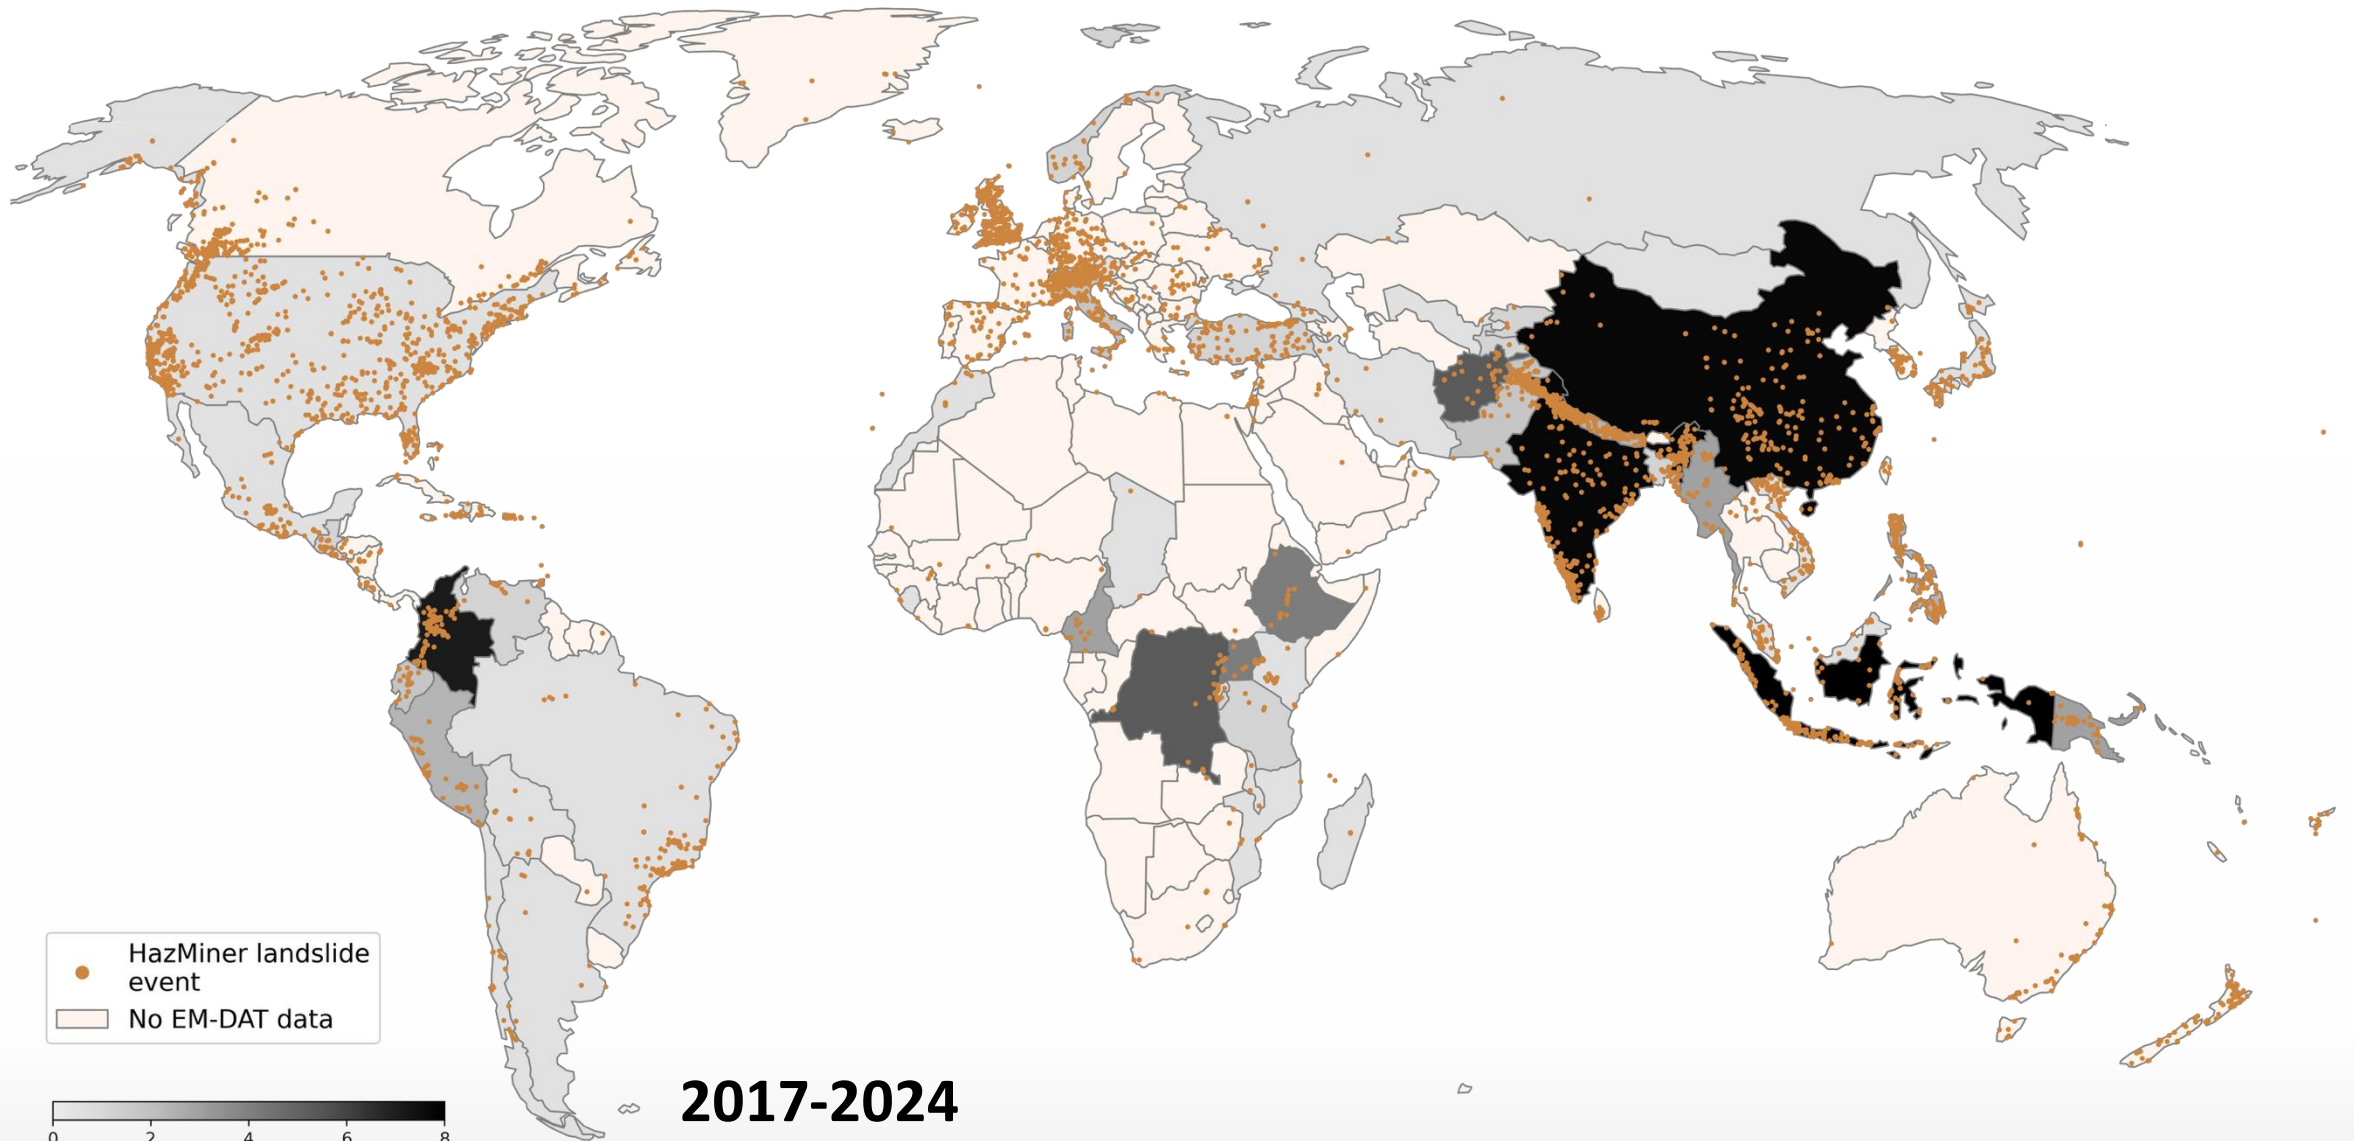 HazMiner landslide
event
No EM-DAT data
2017-2024
0 2 4 6 8